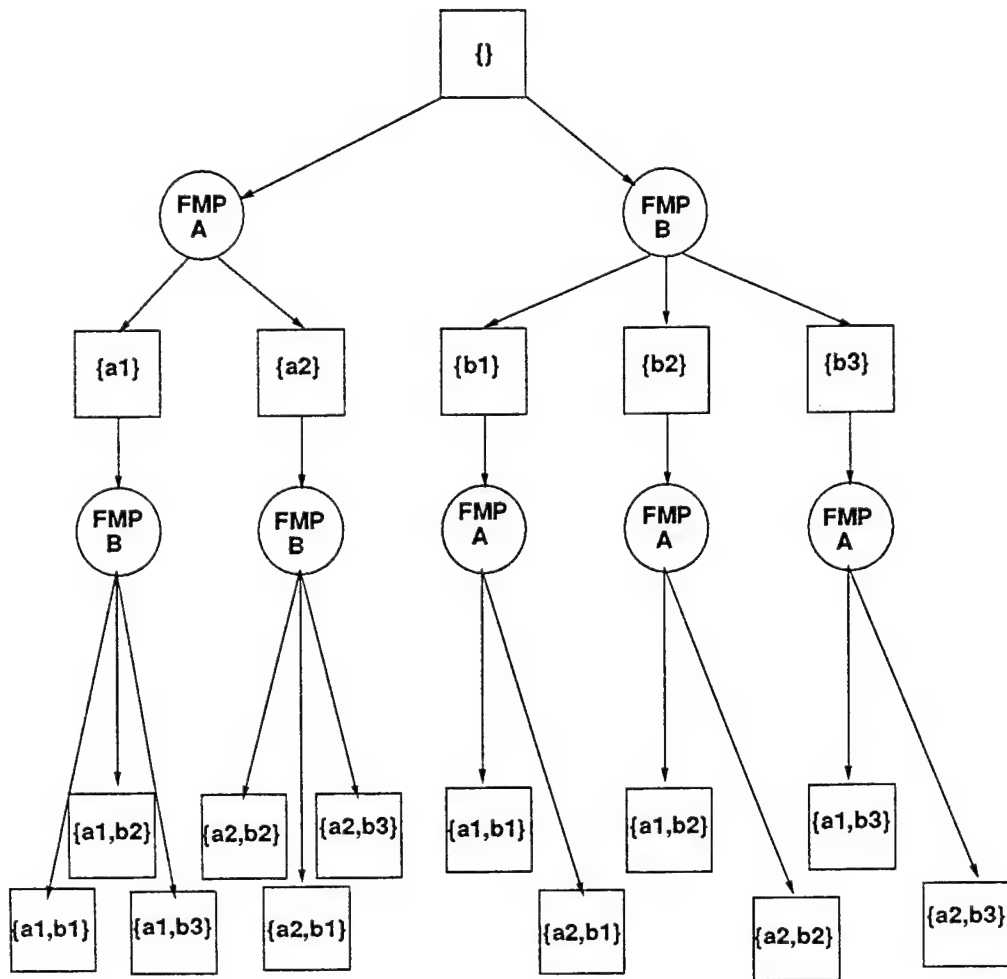 {}
FMP
A
FMP
B
{a1}
{a2}
{b1}
{b2}
{b3}
FMP
B
FMP
B
FMP
A
FMP
A
FMP
A
{a1,b2}
{a2,b2}
{a2,b3}
{a1,b1}
{a1,b2}
{a1,b3}
{a1,b1}
{a1,b3}
{a2,b1}
{a2,b1}
{a2,b2}
{a2,b3}